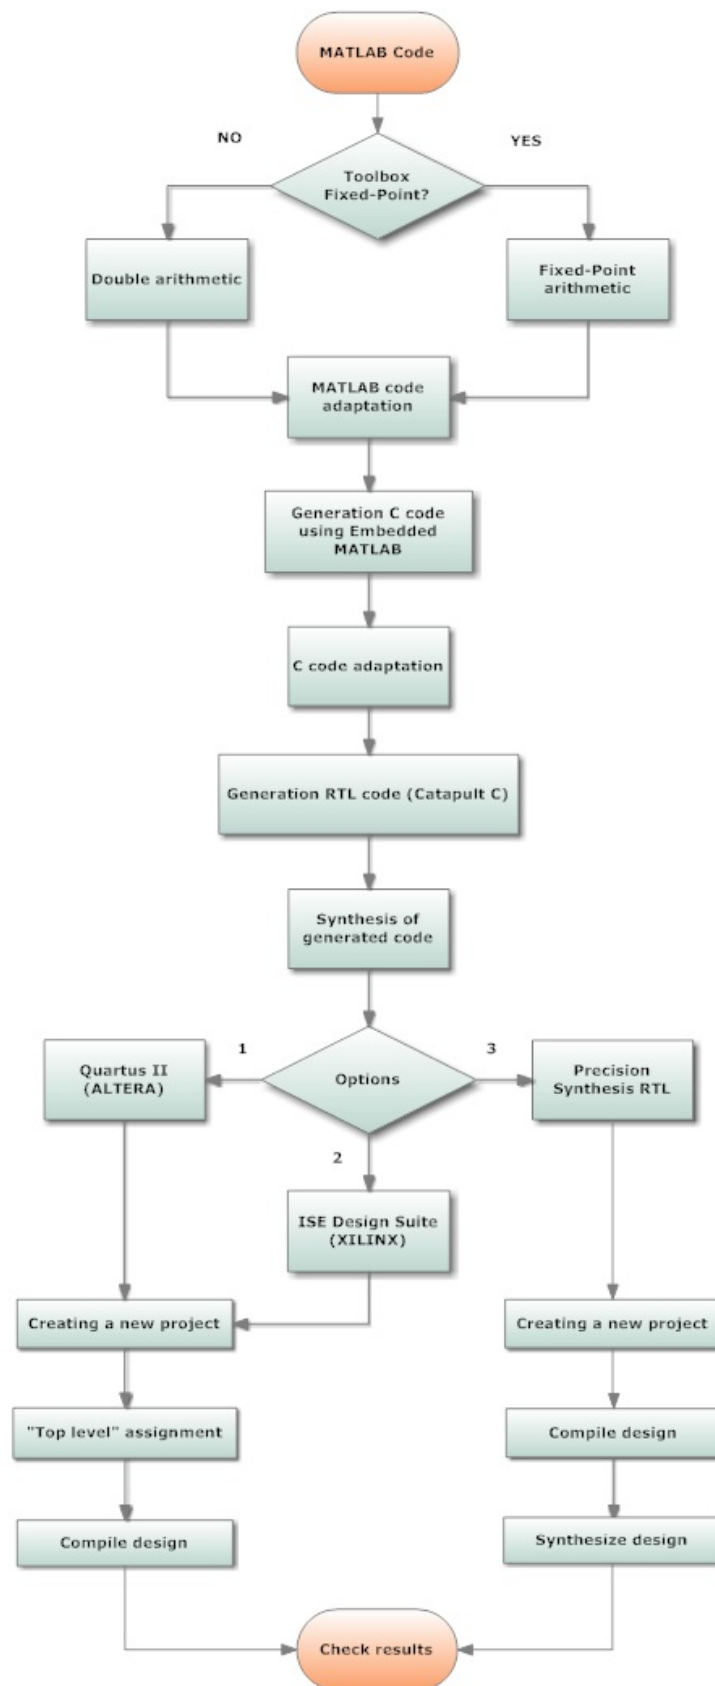 MATLAB Code
NO
YES
Toolbox
Fixed-Point?
Double arithmetic
Fixed-Point
arithmetic
MATLAB code
adaptation
Generation C code
using Embedded
MATLAB
C code adaptation
Generation RTL code (Catapult C)
Synthesis of
generated code
1
3
Quartus II
(ALTERA)
Options
Precision
Synthesis RTL
2
ISE Design Suite
(XILINX)
Creating a new project
Creating a new project
"Top level" assignment
Compile design
Compile design
Synthesize design
Check results